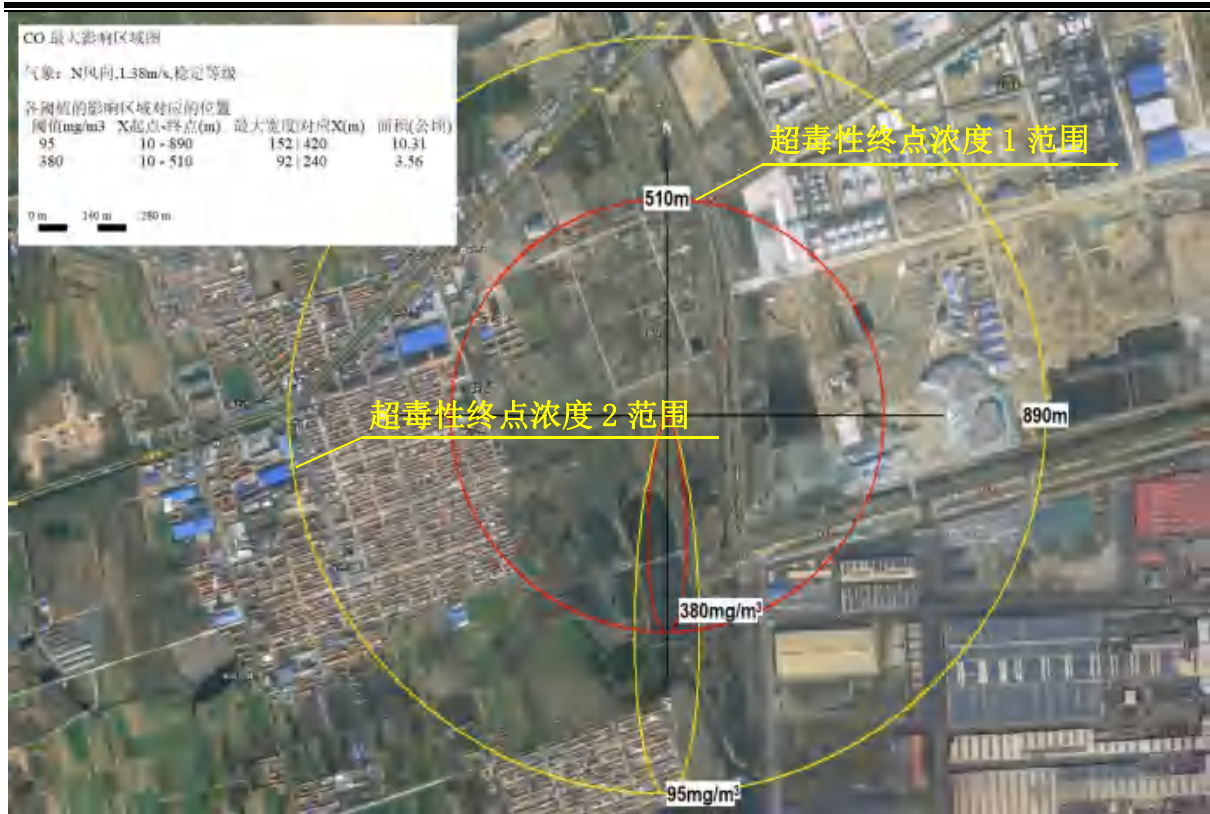 CO 最大影响区域图
气象：N风向,1.38m/s,稳定等级
各阈值的影响区域对应的位置
阈值mg/m3 X起点-终点(m) 最大宽度|对应X(m) 面积(公顷)
95 10 - 890 152 | 420 10.31
380 10 - 510 92 | 240 3.56
0 m 140 m 280 m
超毒性终点浓度 1 范围
510m
超毒性终点浓度 2 范围
890m
380mg/m³
95mg/m³